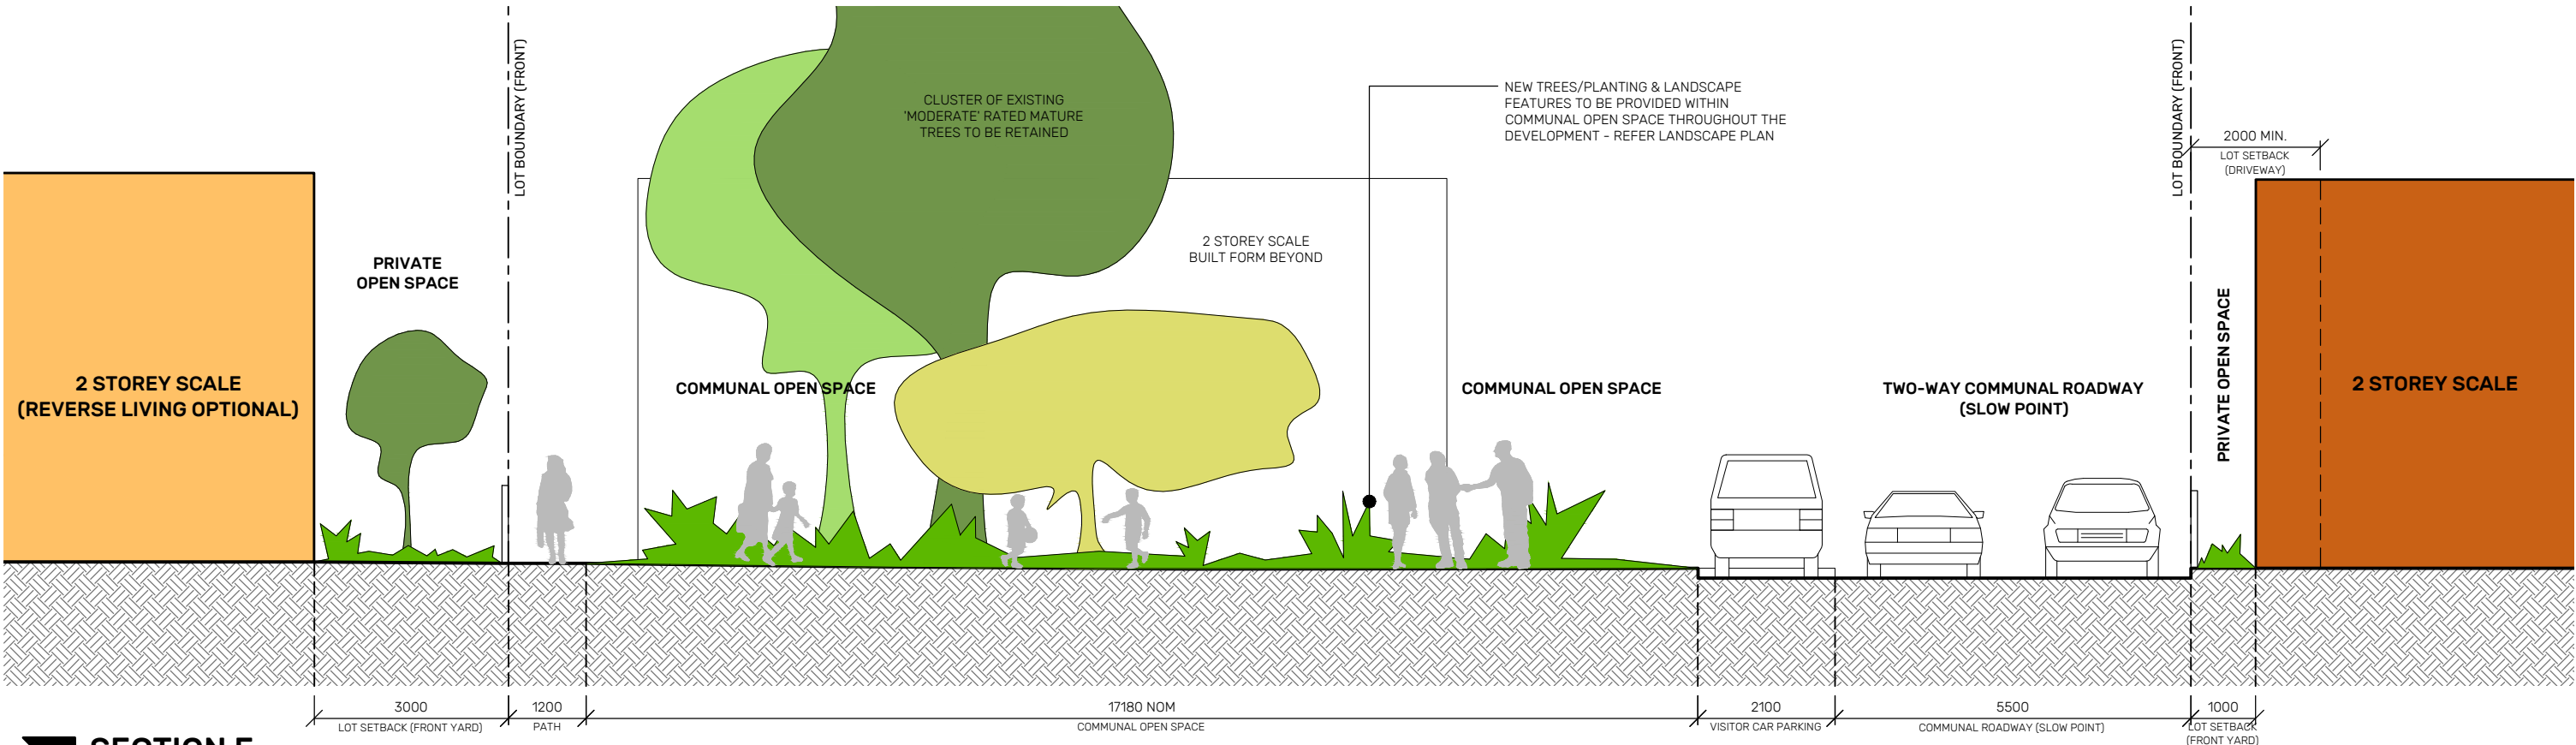 LOT BOUNDARY (FRONT)
CLUSTER OF EXISTING
'MODERATE' RATED MATURE
TREES TO BE RETAINED
NEW TREES/PLANTING & LANDSCAPE
FEATURES TO BE PROVIDED WITHIN
COMMUNAL OPEN SPACE THROUGHOUT THE
DEVELOPMENT - REFER LANDSCAPE PLAN
LOT BOUNDARY (FRONT)
2000 MIN.
LOT SETBACK
(DRIVEWAY)
2 STOREY SCALE
BUILT FORM BEYOND
PRIVATE
OPEN SPACE
2 STOREY SCALE
(REVERSE LIVING OPTIONAL)
COMMUNAL OPEN SPACE
COMMUNAL OPEN SPACE
TWO-WAY COMMUNAL ROADWAY
(SLOW POINT)
PRIVATE OPEN SPACE
2 STOREY SCALE
3000
LOT SETBACK (FRONT YARD)
1200
PATH
17180 NOM
COMMUNAL OPEN SPACE
2100
VISITOR CAR PARKING
5500
COMMUNAL ROADWAY (SLOW POINT)
1000
LOT SETBACK
(FRONT YARD)
SECTION